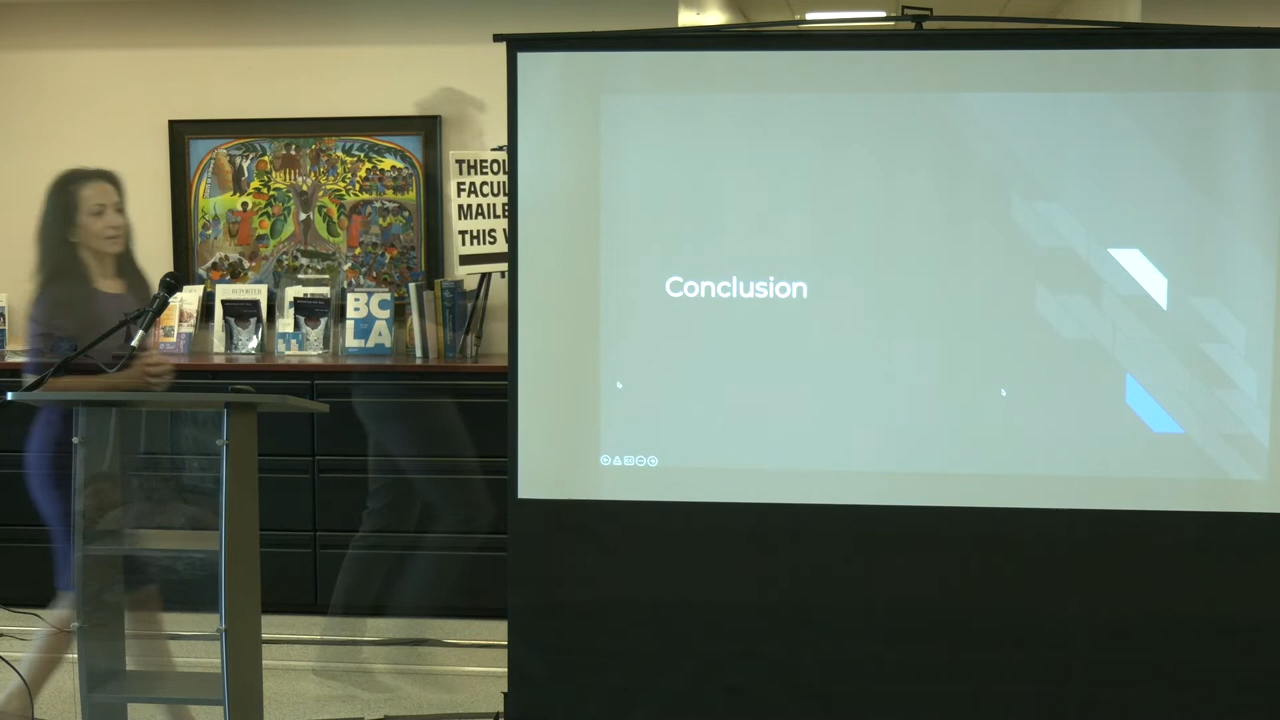 THEOL
FACUL
MAILE
THIS W
REPORTER
BC
LA
Conclusion